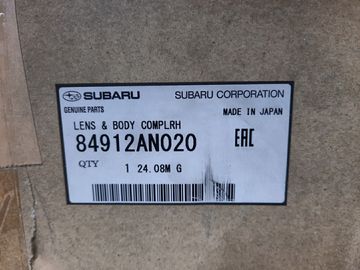 SUBARU SUBARU CORPORATION
GENUINE PARTS MADE IN JAPAN
LENS & BODY COMPLRH
84912AN020 EAC
QTY
1 24.08M G